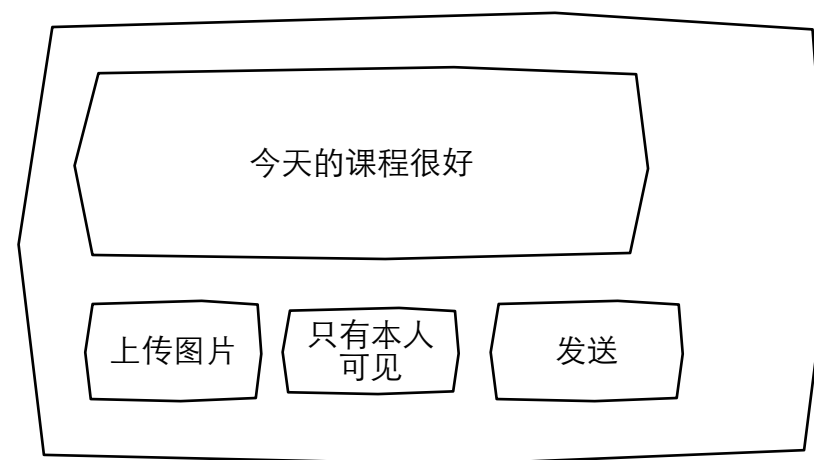 今天的课程很好
上传图片
只有本人
可见
发送